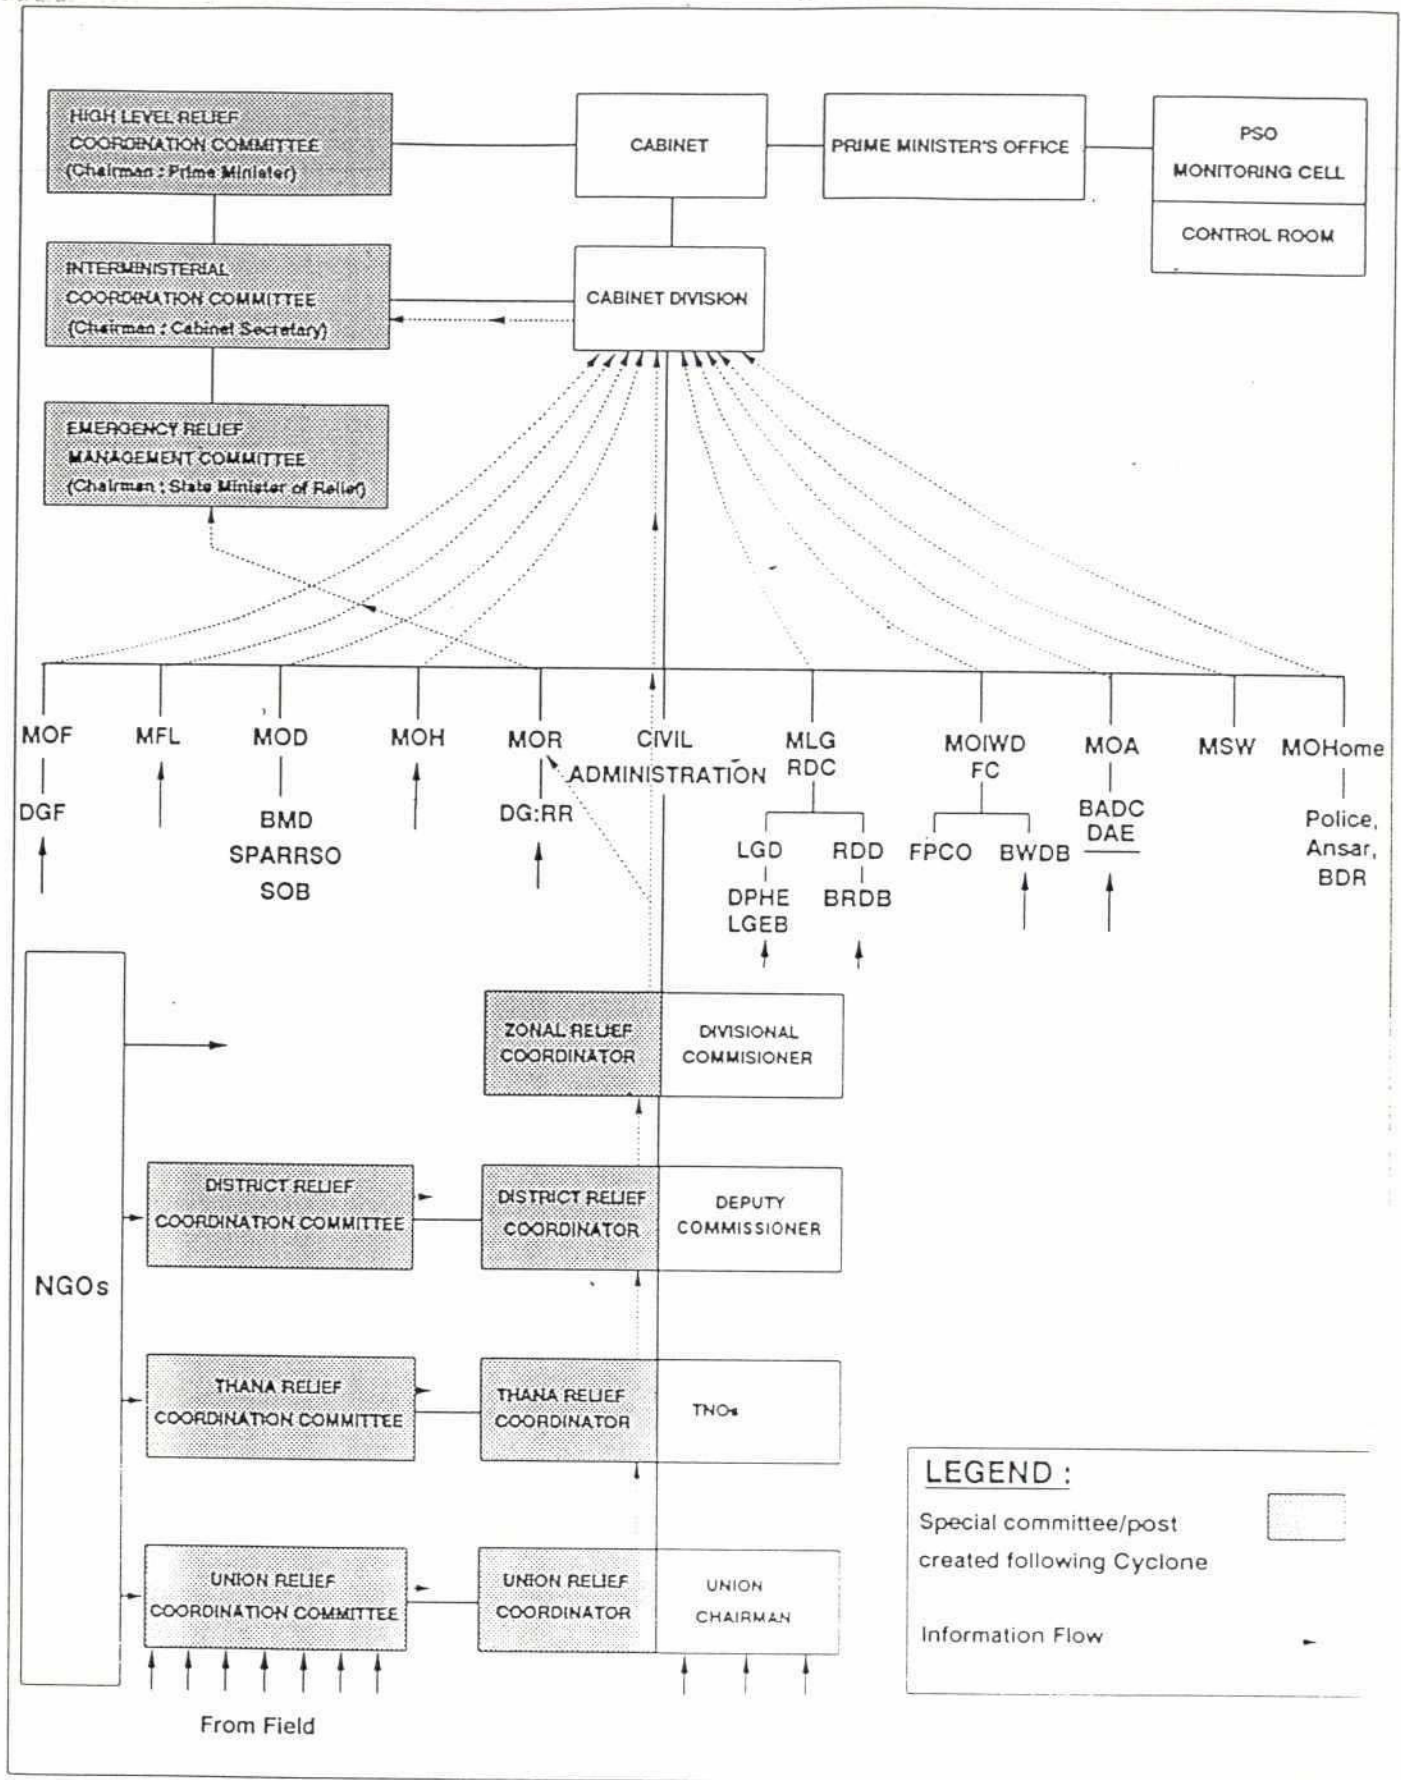 HIGH LEVEL RELIEF
COORDINATION COMMITTEE
(Chairman : Prime Minister)
CABINET
PRIME MINISTER'S OFFICE
PSO
MONITORING CELL
CONTROL ROOM
INTERMINISTERIAL
COORDINATION COMMITTEE
(Chairman : Cabinet Secretary)
CABINET DIVISION
EMERGENCY RELIEF
MANAGEMENT COMMITTEE
(Chairman : State Minister of Relief)
MOF
MFL
MOD
MOH
MOR
CIVIL
ADMINISTRATION
MLG
RDC
MOIWD
FC
MOA
MSW
MOHome
DGF
BMD
SPARRSO
SOB
DG:RR
LGD
RDD
FPCO
BWDB
BADC
DAE
Police,
Ansar,
BDR
DPHE
LGEB
BRDB
NGOs
ZONAL RELIEF
COORDINATOR
DIVISIONAL
COMMISIONER
DISTRICT RELIEF
COORDINATION COMMITTEE
DISTRICT RELIEF
COORDINATOR
DEPUTY
COMMISSIONER
THANA RELIEF
COORDINATION COMMITTEE
THANA RELIEF
COORDINATOR
TNOs
UNION RELIEF
COORDINATION COMMITTEE
UNION RELIEF
COORDINATOR
UNION
CHAIRMAN
From Field
LEGEND :
Special committee/post
created following Cyclone
Information Flow